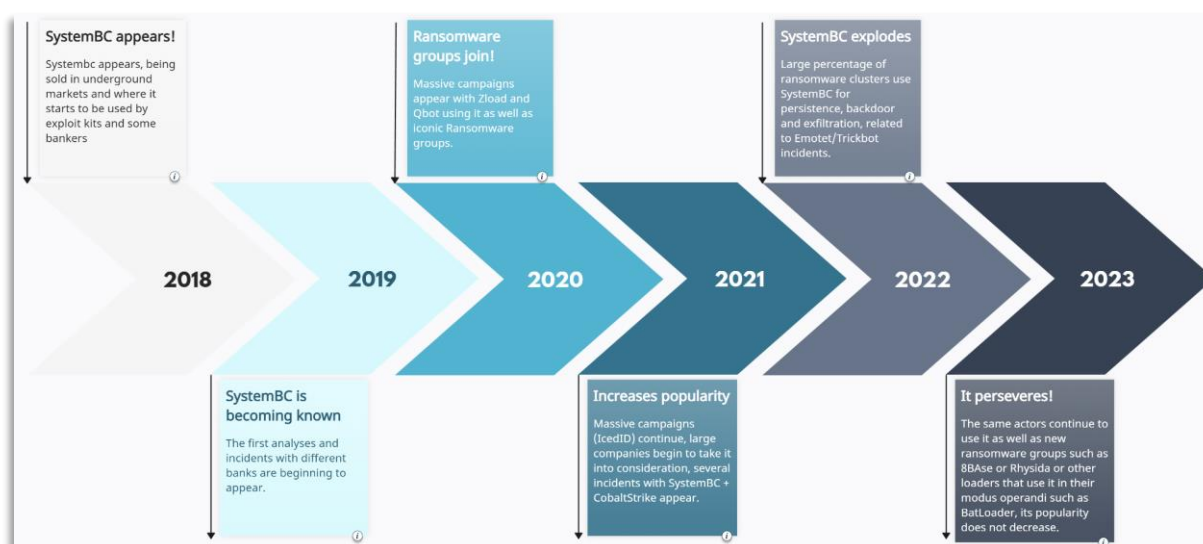 SystemBC appears!
Systembc appears, being
sold in underground
markets and where it
starts to be used by
exploit kits and some
bankers
Ransomware
groups join!
Massive campaigns
appear with Zload and
Qbot using it as well as
iconic Ransomware
groups.
SystemBC explodes
Large percentage of
ransomware clusters use
SystemBC for
persistence, backdoor
and exfiltration, related
to Emotet/Trickbot
incidents.
2018
2019
2020
2021
2022
2023
SystemBC is
becoming known
The first analyses and
incidents with different
banks are beginning to
appear.
Increases popularity
Massive campaigns
(IcedID) continue, large
companies begin to take it
into consideration, several
incidents with SystemBC +
CobaltStrike appear.
It perseveres!
The same actors continue to
use it as well as new
ransomware groups such as
8BAse or Rhysida or other
loaders that use it in their
modus operandi such as
BatLoader, its popularity
does not decrease.